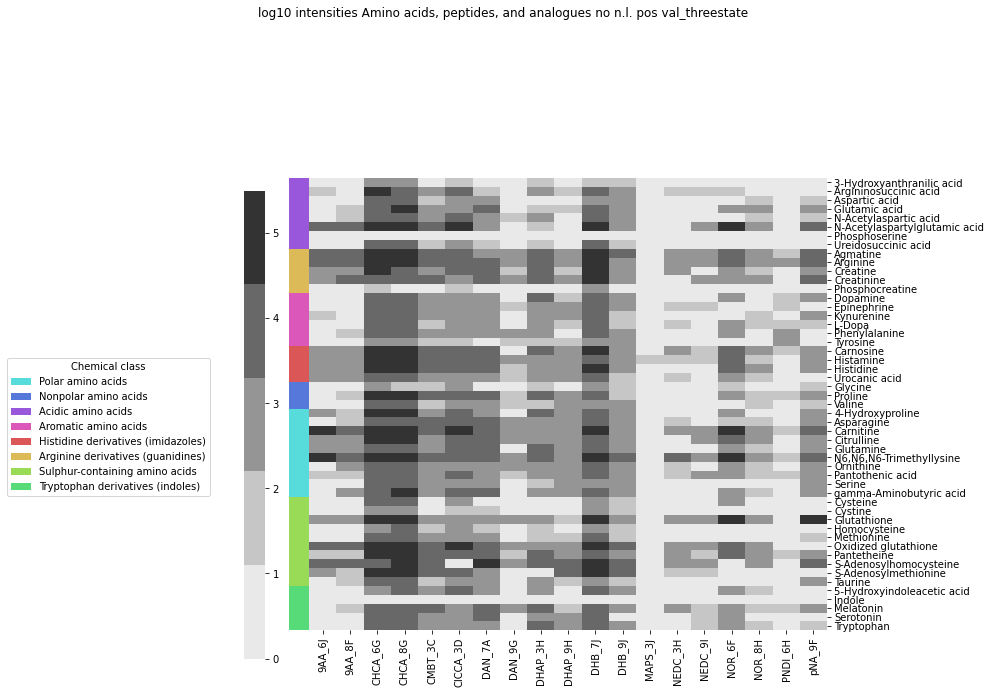 log10 intensities Amino acids, peptides, and analogues no n.l. pos val_threestate
3-Hydroxyanthranilic acid
Argininosuccinic acid
Aspartic acid
Glutamic acid
N-Acetylaspartic acid
N-Acetylaspartylglutamic acid
Phosphoserine
Ureidosuccinic acid
Agmatine
Arginine
Creatine
Creatinine
Phosphocreatine
Dopamine
Epinephrine
Kynurenine
L-Dopa
Phenylalanine
Tyrosine
Carnosine
Histamine
Histidine
Urocanic acid
Glycine
Proline
Valine
4-Hydroxyproline
Asparagine
Carnitine
Citrulline
Glutamine
N6,N6,N6-Trimethyllysine
Ornithine
Pantothenic acid
Serine
gamma-Aminobutyric acid
Cysteine
Cystine
Glutathione
Homocysteine
Methionine
Oxidized glutathione
Pantetheine
S-Adenosylhomocysteine
S-Adenosylmethionine
Taurine
5-Hydroxyindoleacetic acid
Indole
Melatonin
Serotonin
Tryptophan
5
4
3
2
1
0
Chemical class
Polar amino acids
Nonpolar amino acids
Acidic amino acids
Aromatic amino acids
Histidine derivatives (imidazoles)
Arginine derivatives (guanidines)
Sulphur-containing amino acids
Tryptophan derivatives (indoles)
9AA_6J
9AA_8F
CHCA_6G
CHCA_8G
CMBT_3C
ClCCA_3D
DAN_7A
DAN_9G
DHAP_3H
DHAP_9H
DHB_7J
DHB_9J
MAPS_3J
NEDC_3H
NEDC_9I
NOR_6F
NOR_8H
PNDI_6H
pNA_9F